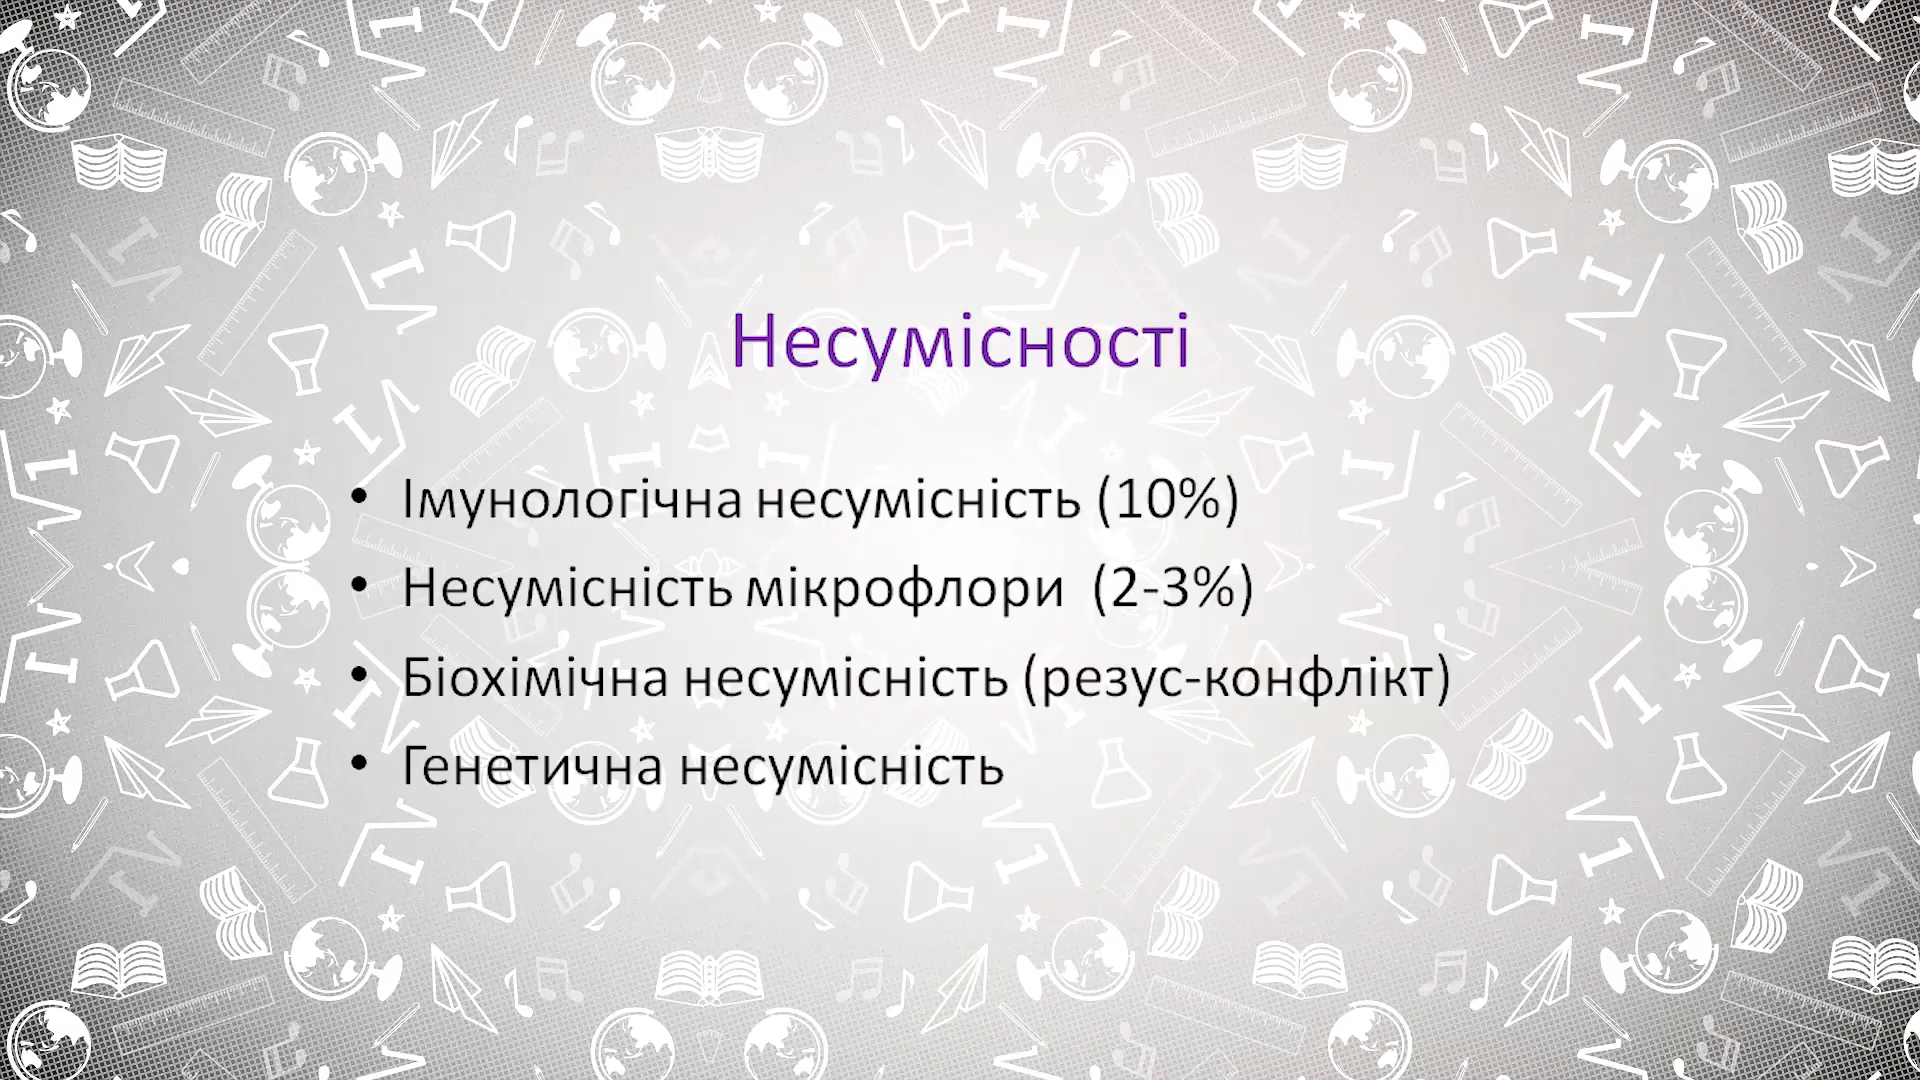 Несумісності
• Імунологічна несумісність (10%)
• Несумісність мікрофлори (2-3%)
• Біохімічна несумісність (резус-конфлікт)
• Генетична несумісність